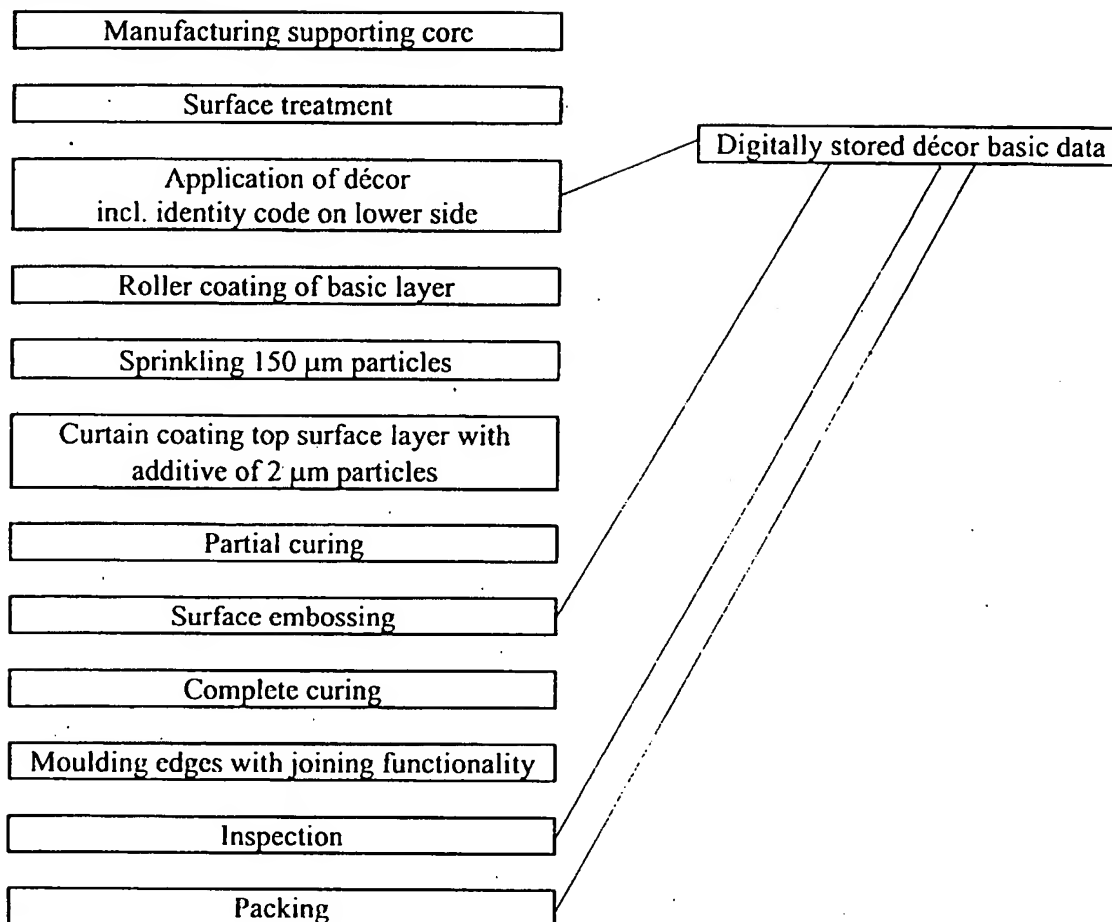 Manufacturing supporting core
Surface treatment
Digitally stored décor basic data
Application of décor
incl. identity code on lower side
Roller coating of basic layer
Sprinkling 150 µm particles
Curtain coating top surface layer with
additive of 2 µm particles
Partial curing
Surface embossing
Complete curing
Moulding edges with joining functionality
Inspection
Packing